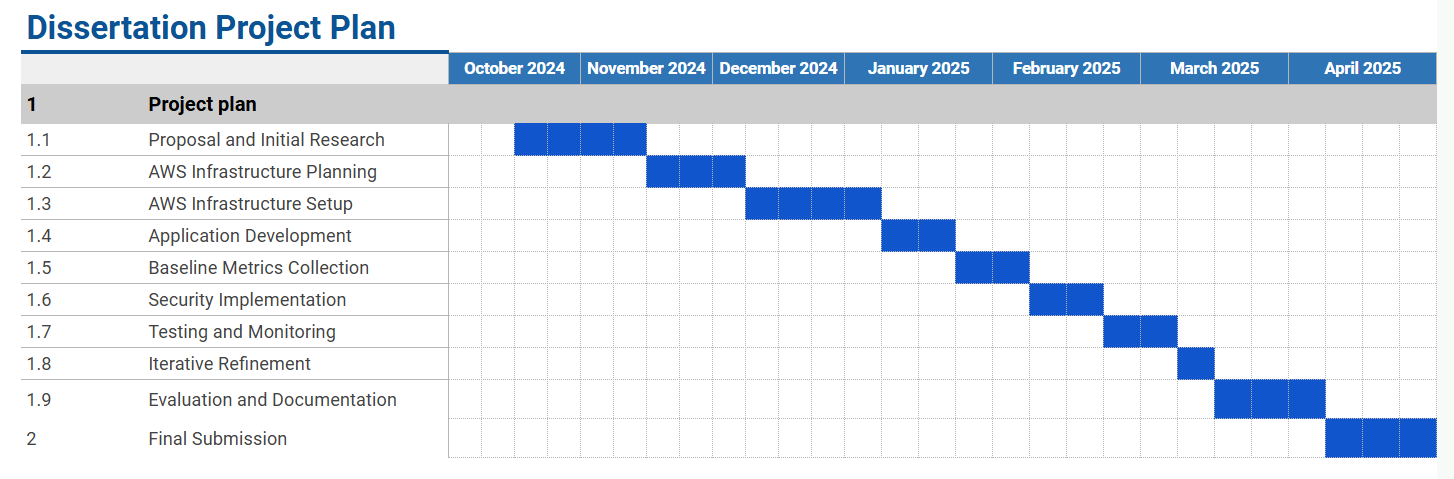 Dissertation Project Plan
October 2024 November 2024 December 2024 January 2025 February 2025 March 2025 April 2025
1 Project plan
1.1 Proposal and Initial Research
1.2 AWS Infrastructure Planning
1.3 AWS Infrastructure Setup
1.4 Application Development
1.5 Baseline Metrics Collection
1.6 Security Implementation
1.7 Testing and Monitoring
1.8 Iterative Refinement
1.9 Evaluation and Documentation
2 Final Submission